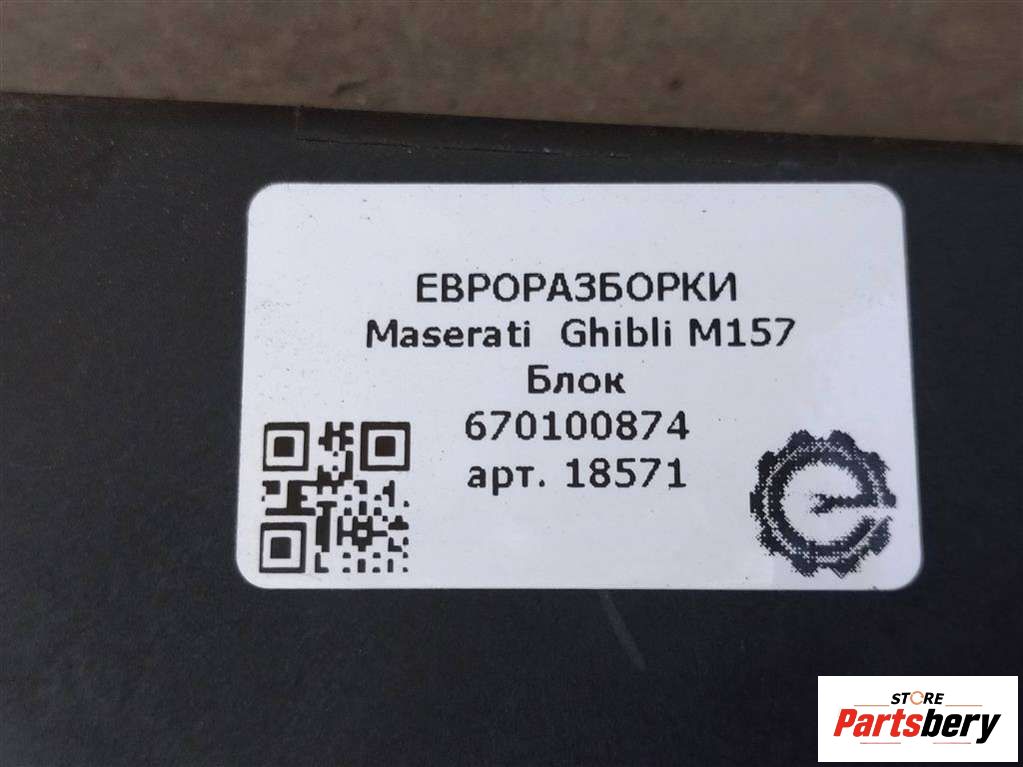 ЕВРОРАЗБОРКИ
Maserati Ghibli M157
Блок
670100874
арт. 18571
STORE
Partsbery